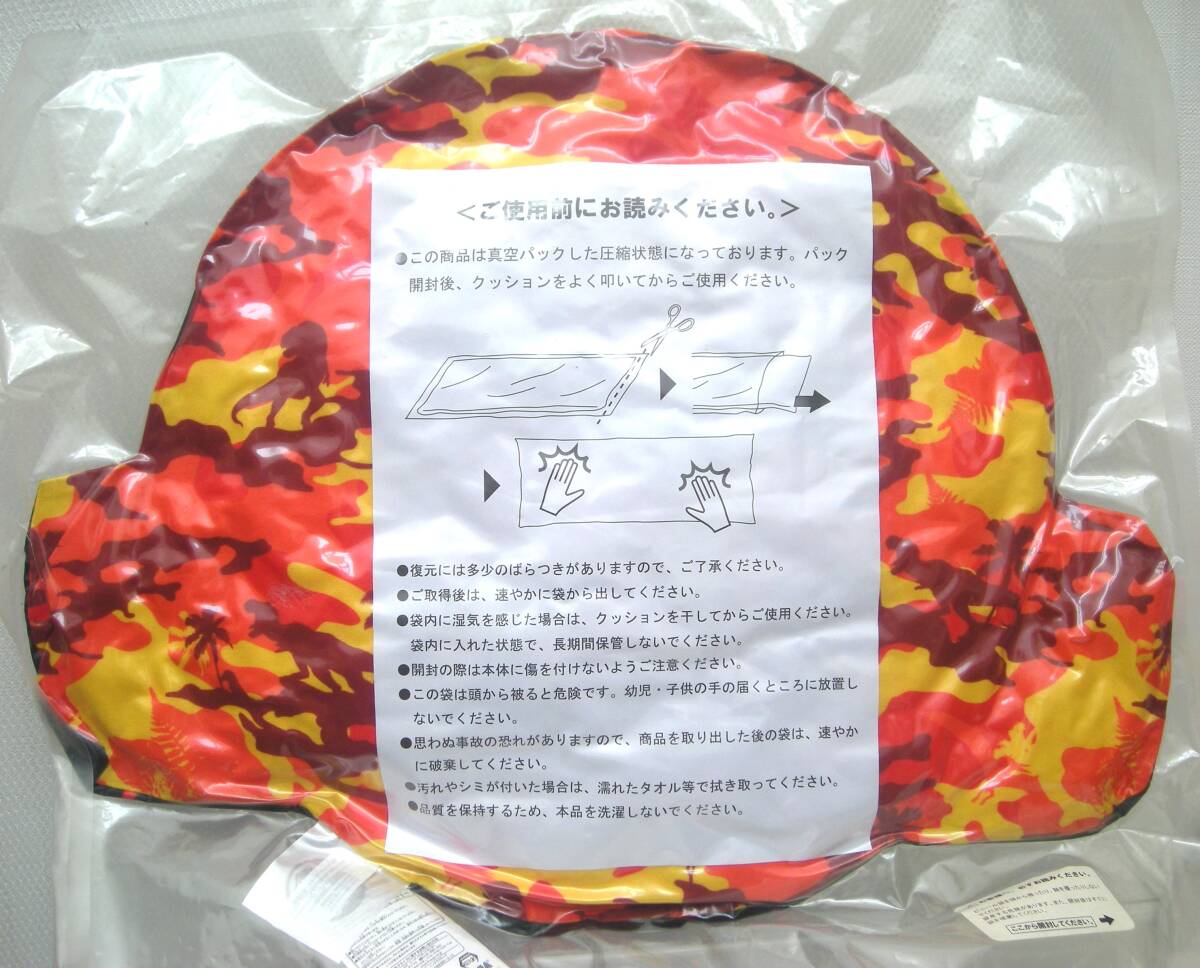 ＜ご使用前にお読みください。＞
●この商品は真空パックした圧縮状態になっております。パック
開封後、クッションをよく叩いてからご使用ください。
●復元には多少のばらつきがありますので、ご了承ください。
●ご取得後は、速やかに袋から出してください。
●袋内に湿気を感じた場合は、クッションを干してからご使用ください。
袋内に入れた状態で、長期間保管しないでください。
●開封の際は本体に傷を付けないようご注意ください。
●この袋は頭から被ると危険です。幼児・子供の手の届くところに放置し
ないでください。
●思わぬ事故の恐れがありますので、商品を取り出した後の袋は、速やか
に破棄してください。
●汚れやシミが付いた場合は、濡れたタオル等で拭き取ってください。
●品質を保持するため、本品を洗濯しないでください。
お読みください。
ここから開封してください。